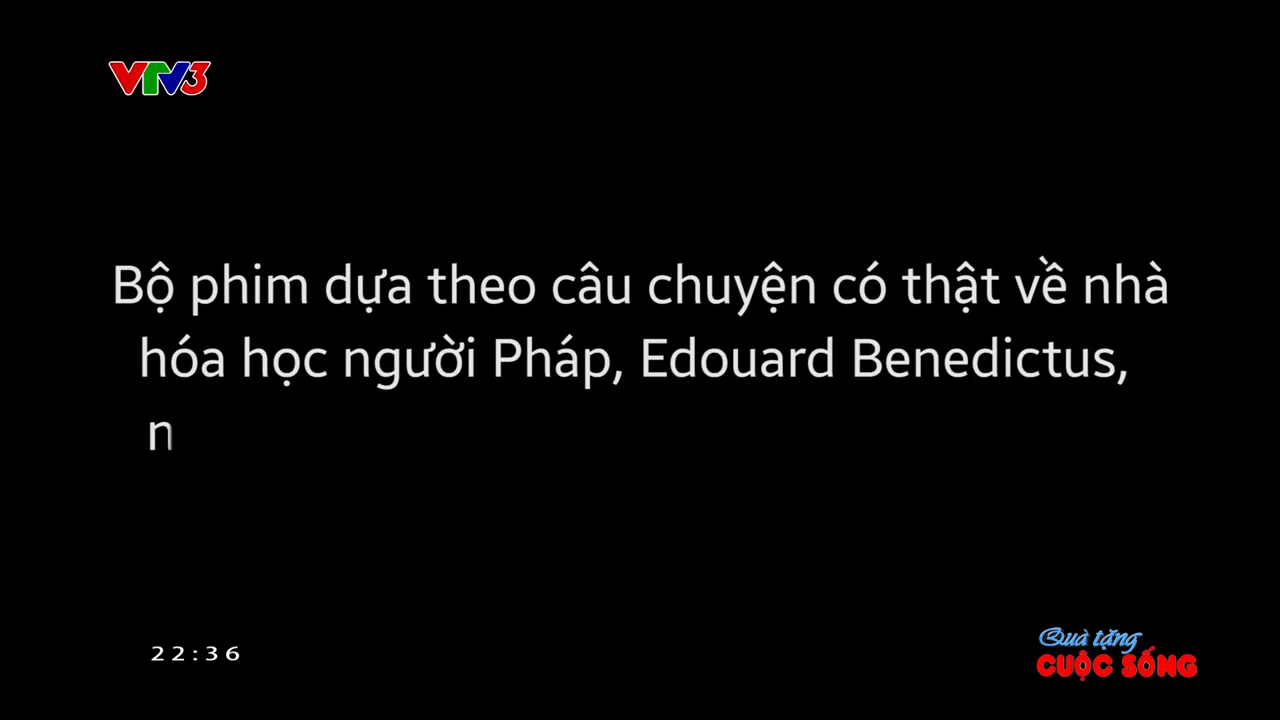 VTV3
Bộ phim dựa theo câu chuyện có thật về nhà
hóa học người Pháp, Edouard Benedictus,
n
22:36
Quà tặng
CUỘC SỐNG